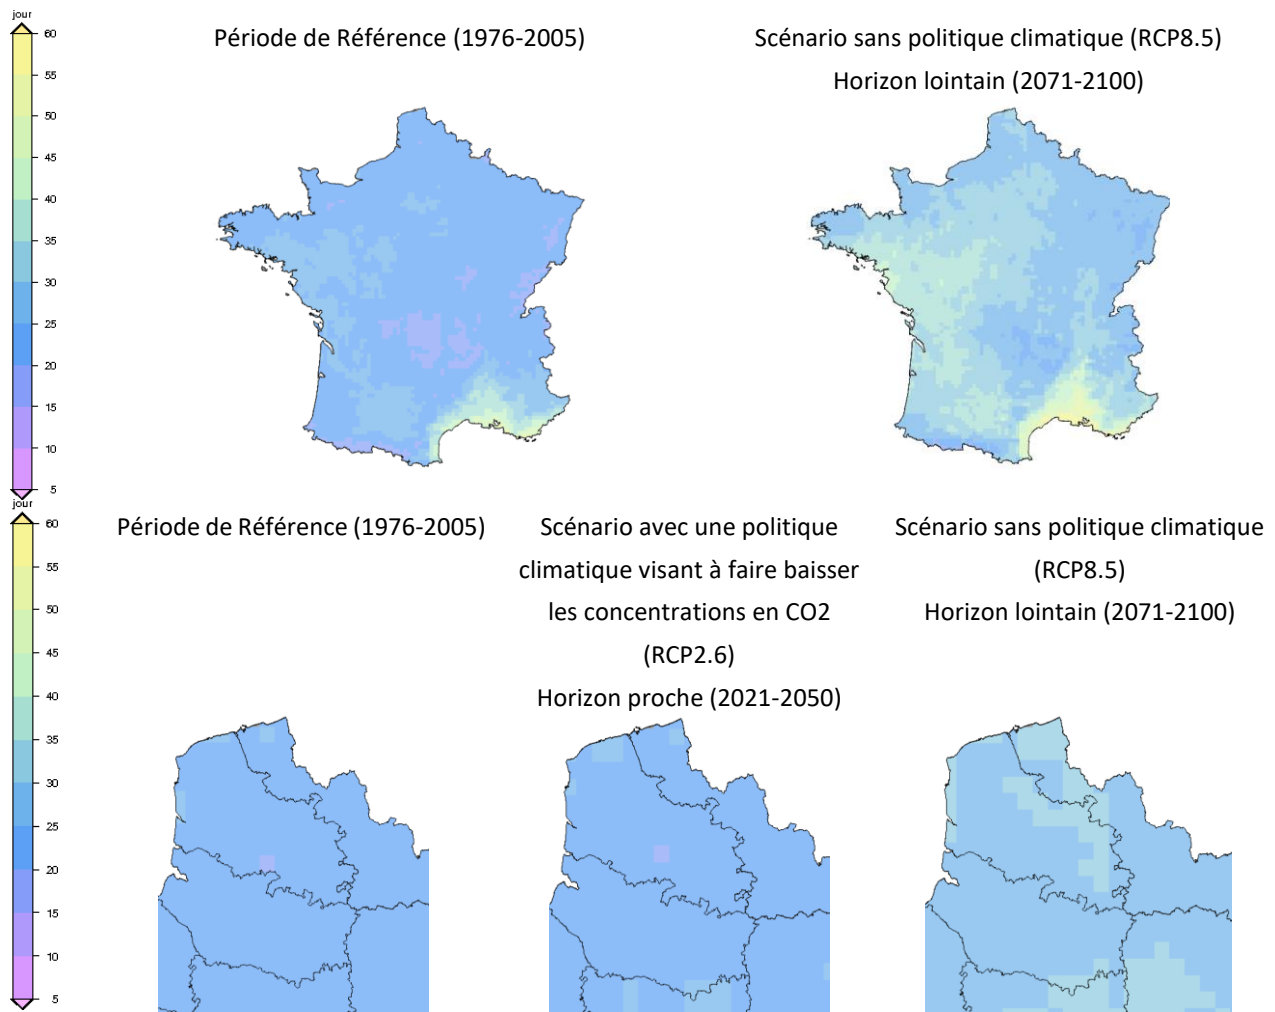 jour
60
55
50
45
40
35
30
25
20
15
10
5
Période de Référence (1976-2005)
Scénario sans politique climatique (RCP8.5)
Horizon lointain (2071-2100)
jour
60
50
50
45
40
35
30
25
20
15
10
5
Période de Référence (1976-2005)
Scénario avec une politique
climatique visant à faire baisser
les concentrations en CO2
(RCP2.6)
Horizon proche (2021-2050)
Scénario sans politique climatique
(RCP8.5)
Horizon lointain (2071-2100)